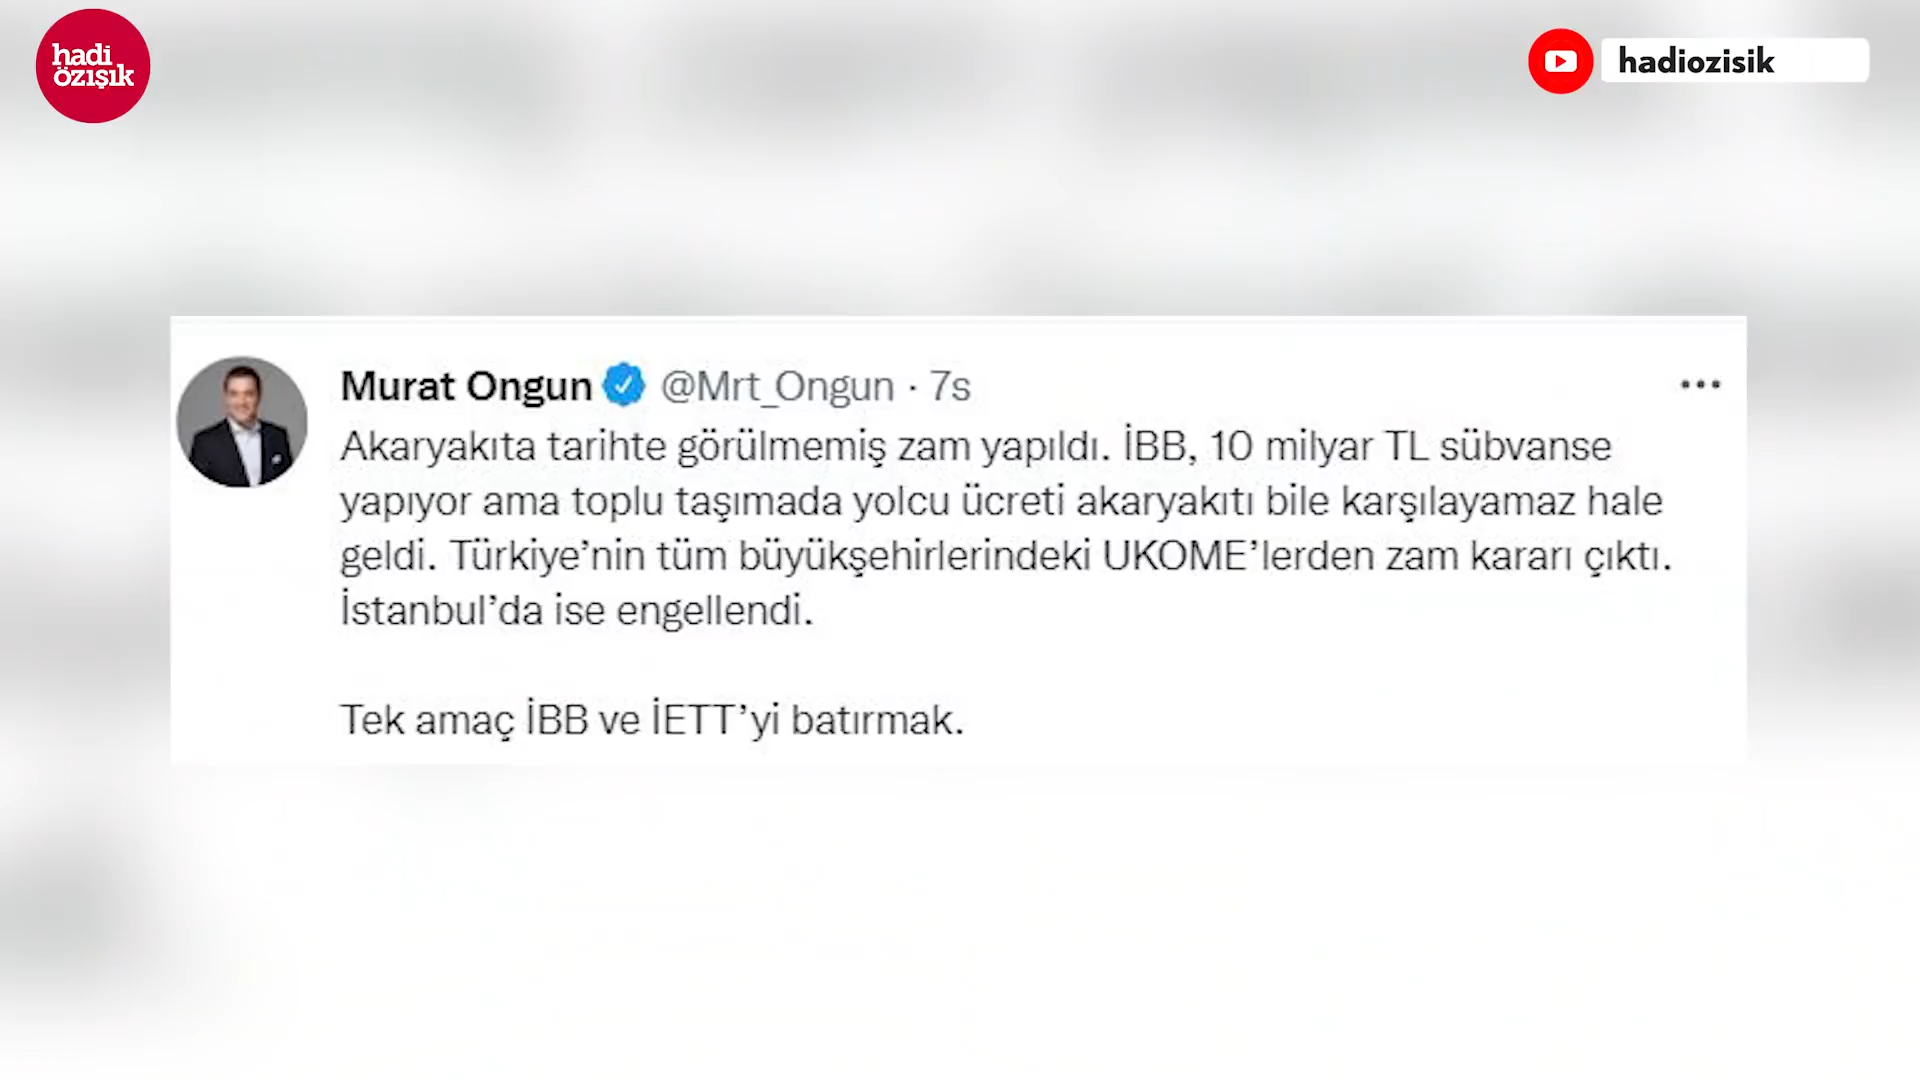 hadi
özışık
hadiozisik
Murat Ongun @Mrt_Ongun · 7s
Akaryakıta tarihte görülmemiş zam yapıldı. İBB, 10 milyar TL sübvanse
yapıyor ama toplu taşımada yolcu ücreti akaryakıtı bile karşılayamaz hale
geldi. Türkiye’nin tüm büyükşehirlerindeki UKOME’lerden zam kararı çıktı.
İstanbul’da ise engellendi.
Tek amaç İBB ve İETT’yi batırmak.